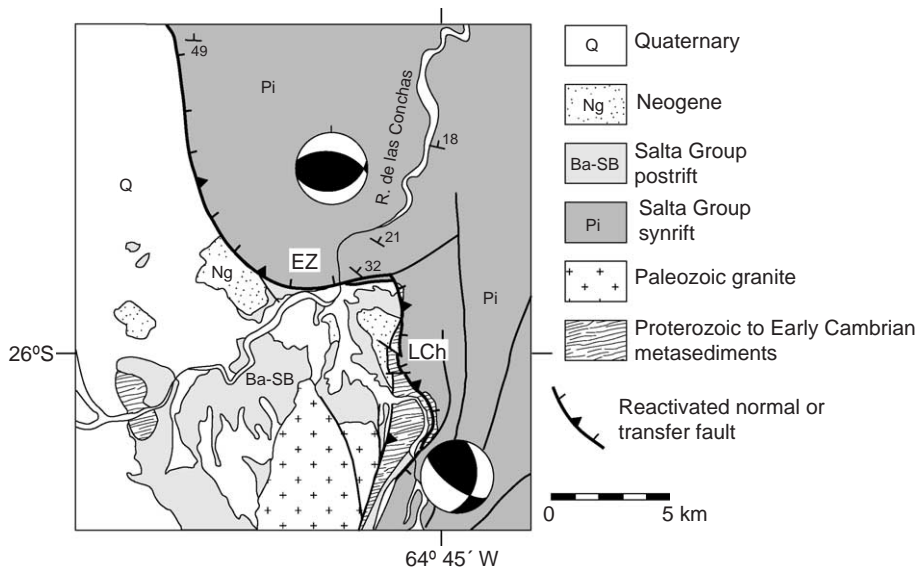 49
Pi
R. de las Conchas
18
Q
21
EZ
32
Ng
Pi
LCh
26ºS
Ba-SB
64º 45´ W
Q Quaternary
Ng Neogene
Ba-SB Salta Group
postrift
Pi Salta Group
synrift
Paleozoic granite
Proterozoic to Early Cambrian
metasediments
Reactivated normal or
transfer fault
0 5 km